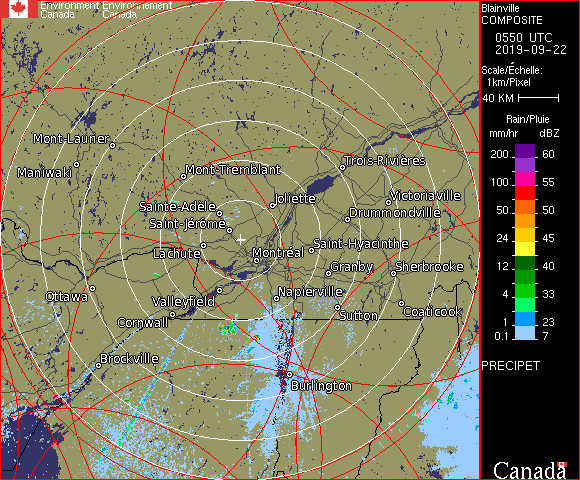 Environment Environnement
Canada Canada
Mont-Laurier
Maniwaki
Mont-Tremblant
Trois-Rivières
Sainte-Adèle
Joliette
Victoriaville
Drummondville
Saint-Jérôme
Lachute
Montréal
Saint-Hyacinthe
Granby
Sherbrooke
Ottawa
Valleyfield
Napierville
Cornwall
Sutton
Coaticook
Brockville
Burlington
Blainville
COMPOSITE
0550 UTC
2019-09-22
Scale/Échelle:
1km/Pixel
40 KM
Rain/Pluie
mm/hr dBZ
200 60
100 55
50 50
24 45
12 40
4 33
1 23
0.1 7
PRECIPET
Canada